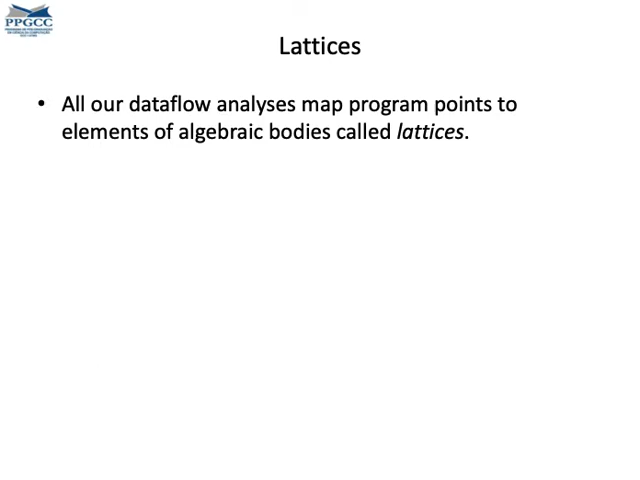 PPGCC
Lattices
• All our dataflow analyses map program points to
elements of algebraic bodies called lattices.